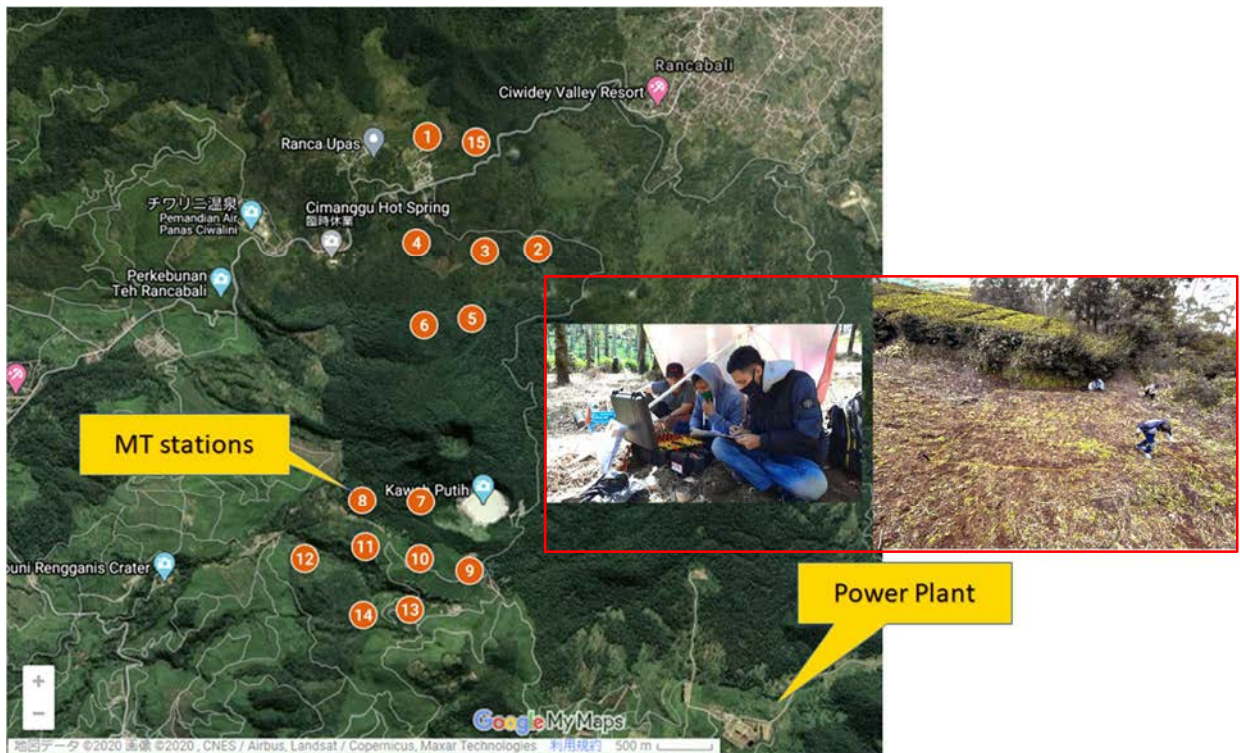 Rancabali
Ciwidey Valley Resort
1
15
Ranca Upas
チワリニ温泉
Pemandian Air
Panas Ciwalini
Cimanggu Hot Spring
臨時休業
4
3
2
Perkebunan
Teh Rancabali
6
5
MT stations
8
Kawah Putih
7
11
12
10
9
ouni Rengganis Crater
14
13
Power Plant
+
−
Google My Maps
地図データ ©2020 画像 ©2020 , CNES / Airbus, Landsat / Copernicus, Maxar Technologies 利用規約 500 m